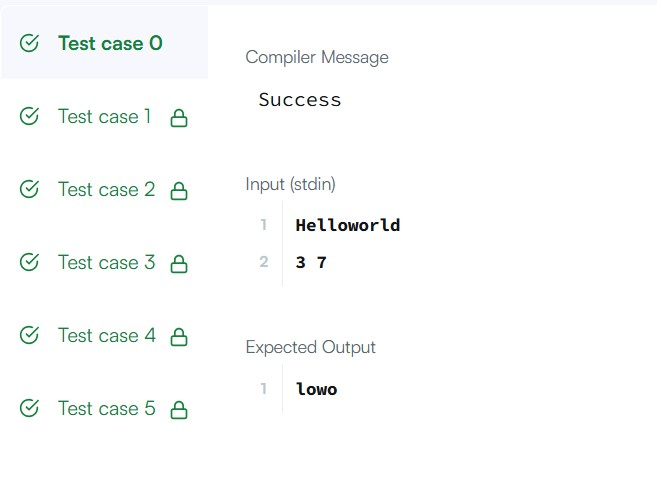 Test case 0
Test case 1
Test case 2
Test case 3
Test case 4
Test case 5
Compiler Message
Success
Input (stdin)
1 Helloworld
2 3 7
Expected Output
1 lowo